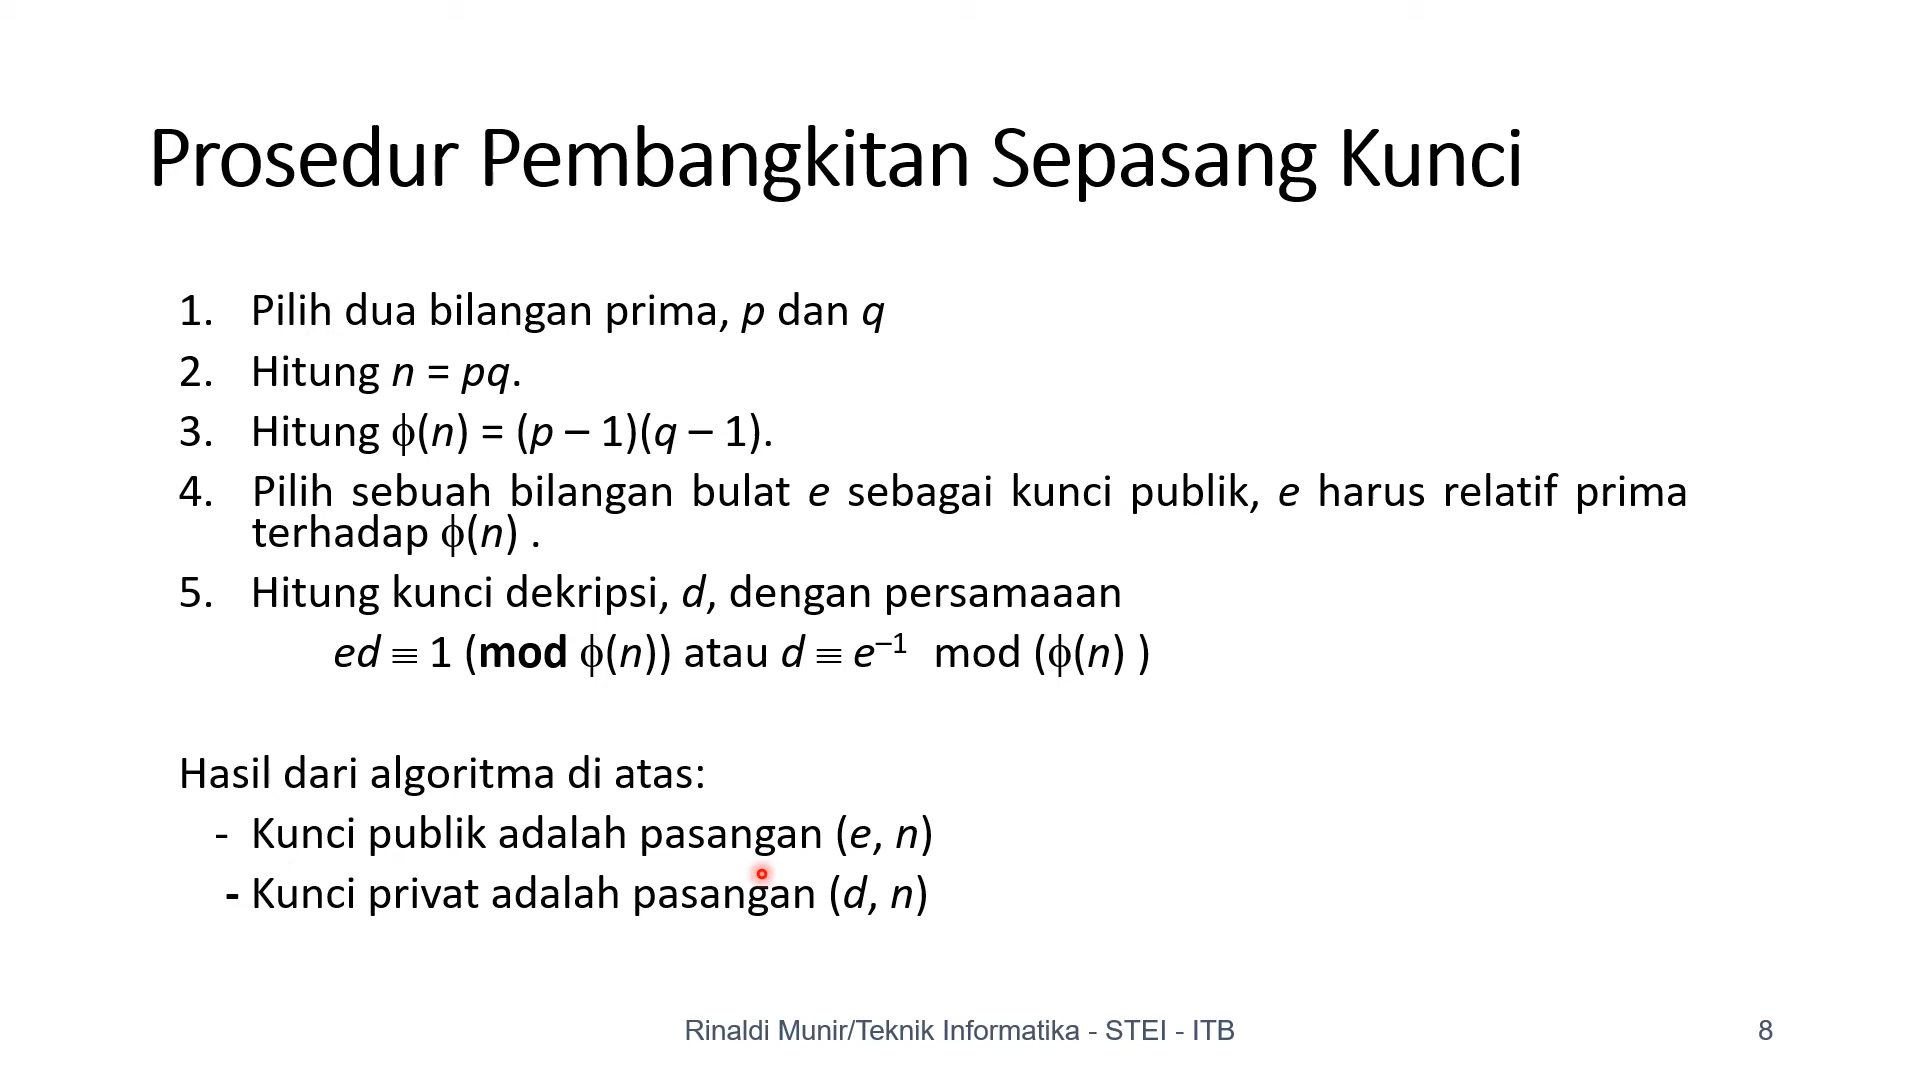 Prosedur Pembangkitan Sepasang Kunci
1. Pilih dua bilangan prima, p dan q
2. Hitung n = pq.
3. Hitung ϕ(n) = (p – 1)(q – 1).
4. Pilih sebuah bilangan bulat e sebagai kunci publik, e harus relatif prima
terhadap ϕ(n) .
5. Hitung kunci dekripsi, d, dengan persamaaan
ed ≡ 1 (mod ϕ(n)) atau d ≡ e⁻¹ mod (ϕ(n) )
Hasil dari algoritma di atas:
- Kunci publik adalah pasangan (e, n)
- Kunci privat adalah pasangan (d, n)
Rinaldi Munir/Teknik Informatika - STEI - ITB
8